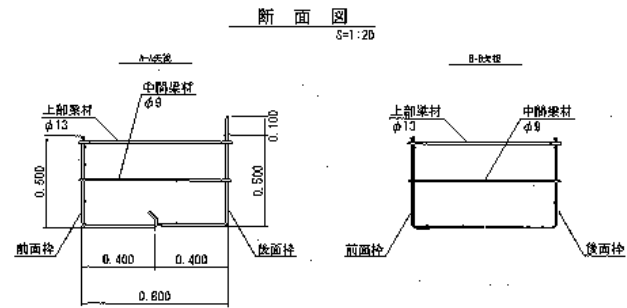 断面図
S=1:20
A-A矢視
B-B矢視
中間梁材
φ9
上部梁材
φ13
0.100
0.500
0.500
前面枠
後面枠
0.400
0.400
0.800
上部梁材
φ13
中間梁材
φ9
前面枠
後面枠